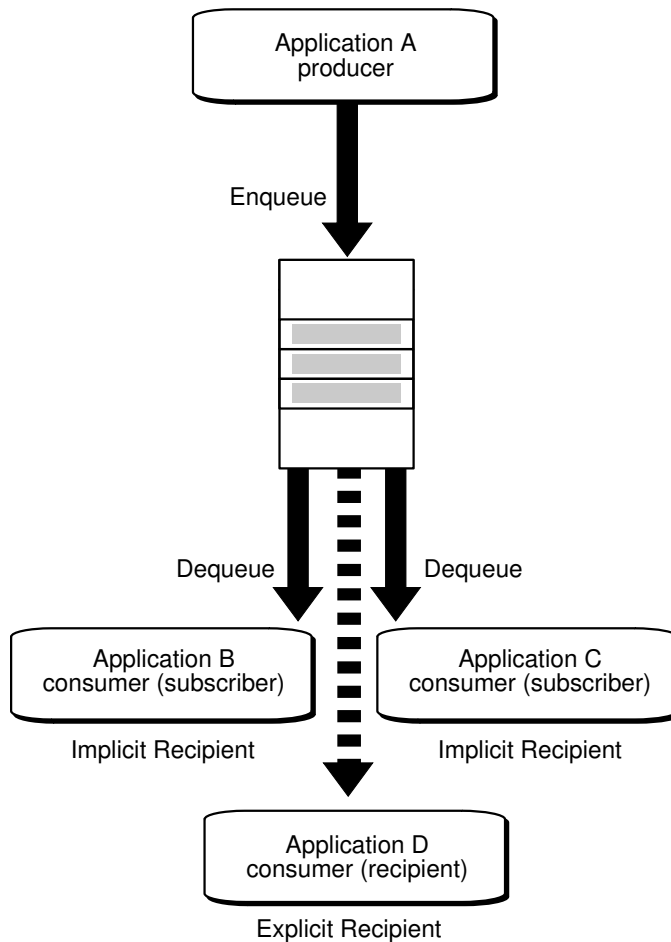 Application A
producer
Enqueue
Dequeue
Dequeue
Application B
consumer (subscriber)
Application C
consumer (subscriber)
Implicit Recipient
Implicit Recipient
Application D
consumer (recipient)
Explicit Recipient